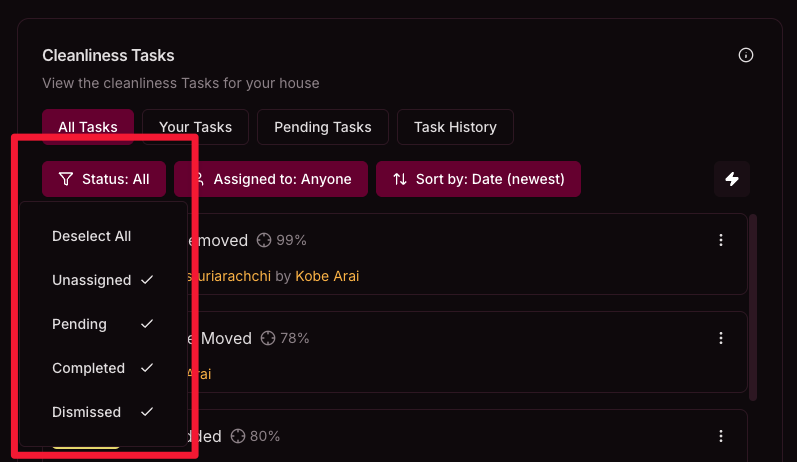 Cleanliness Tasks
View the cleanliness Tasks for your house
All Tasks Your Tasks Pending Tasks Task History
Status: All Assigned to: Anyone Sort by: Date (newest)
Deselect All
Unassigned
Pending
Completed
Dismissed
emoved 99%
suriarachchi by Kobe Arai
Moved 78%
Arai
dded 80%